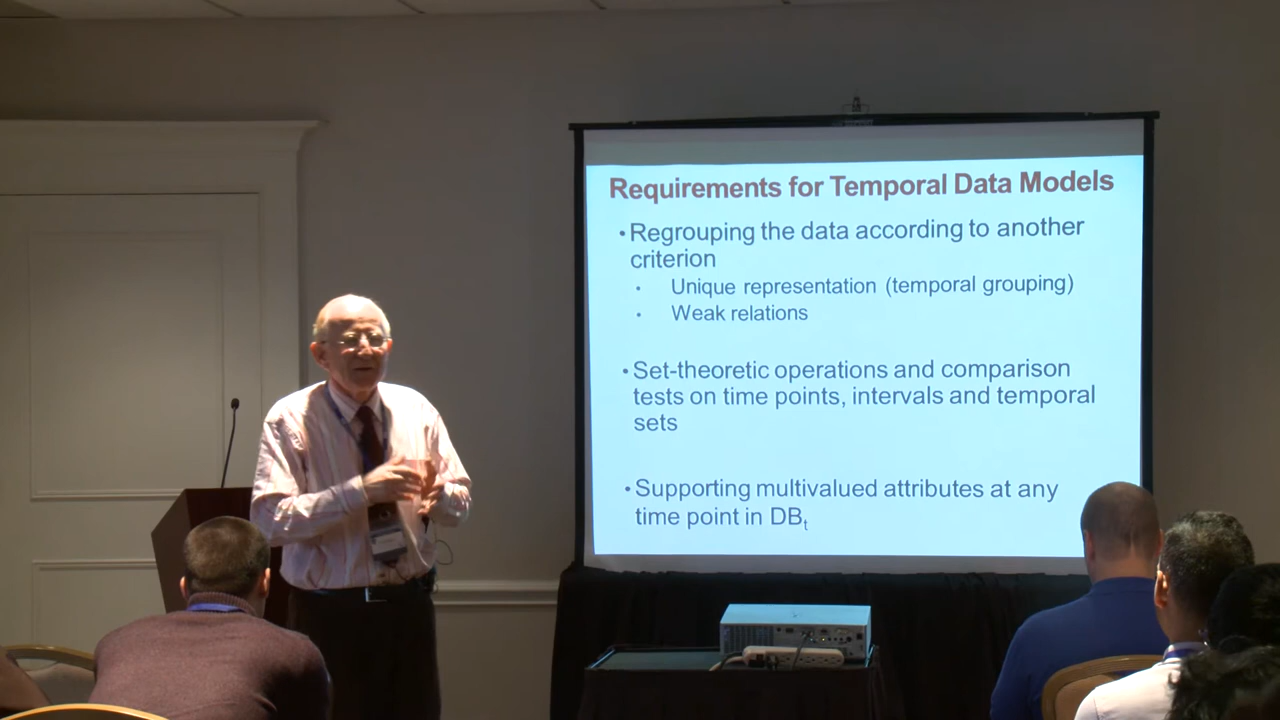 Requirements for Temporal Data Models
• Regrouping the data according to another
criterion
• Unique representation (temporal grouping)
• Weak relations
• Set-theoretic operations and comparison
tests on time points, intervals and temporal
sets
• Supporting multivalued attributes at any
time point in DBt